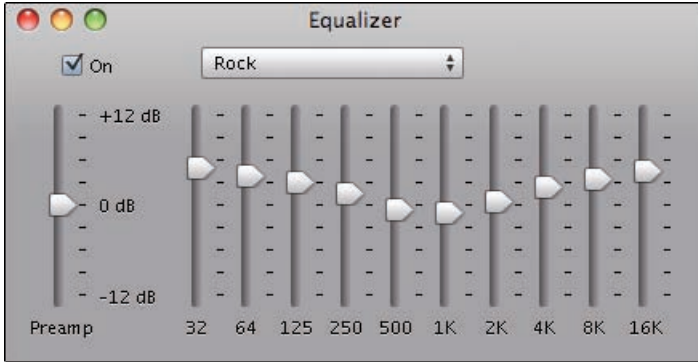 Equalizer
On
Rock
+12 dB
0 dB
-12 dB
Preamp 32 64 125 250 500 1K 2K 4K 8K 16K